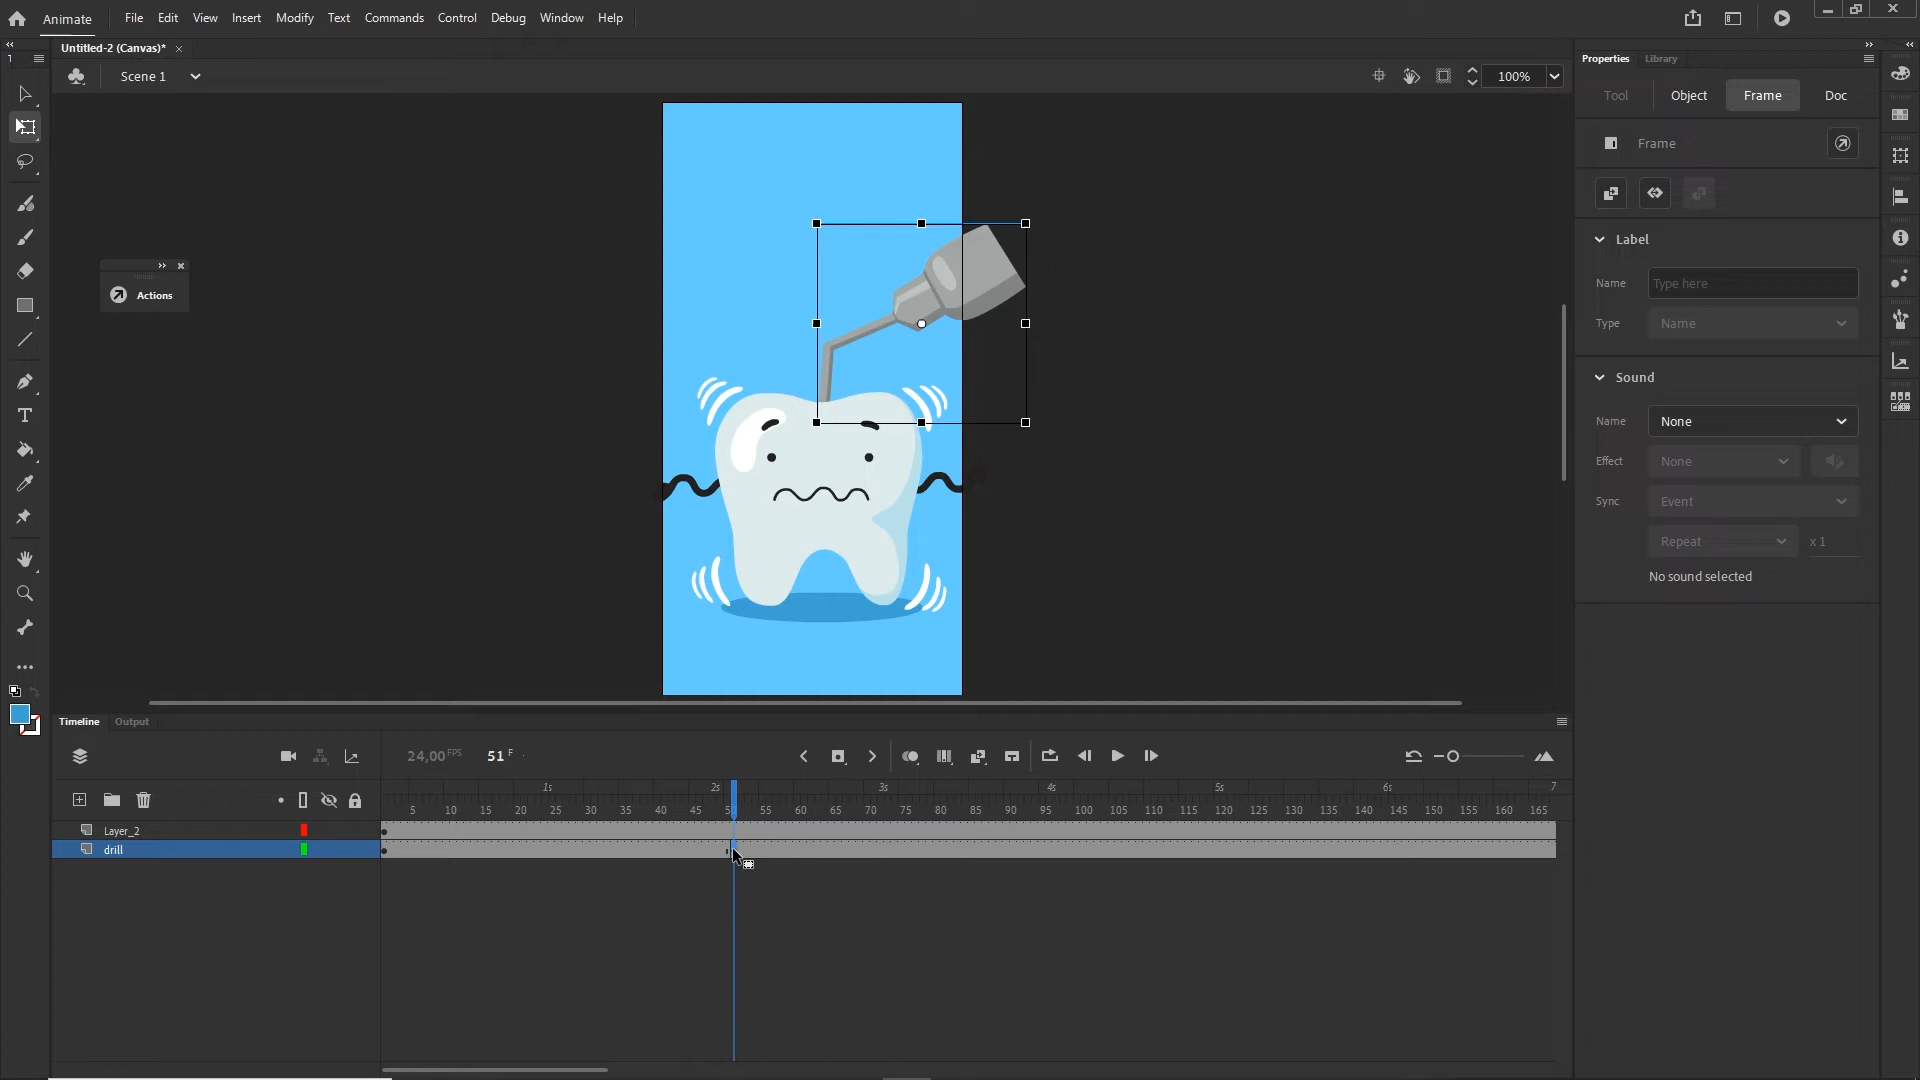 Animate File Edit View Insert Modify Text Commands Control Debug Window Help
Untitled-2 (Canvas)*
Scene 1
100%
Properties Library
Tool Object Frame Doc
Frame
Label
Name Type here
Type Name
Sound
Name None
Effect None
Sync Event
Repeat x 1
No sound selected
Actions
Timeline Output
24,00 FPS 51 F
1s 2s 3s 4s 5s 6s 7
5 10 15 20 25 30 35 40 45 5 55 60 65 70 75 80 85 90 95 100 105 110 115 120 125 130 135 140 145 150 155 160 165
Layer_2
drill